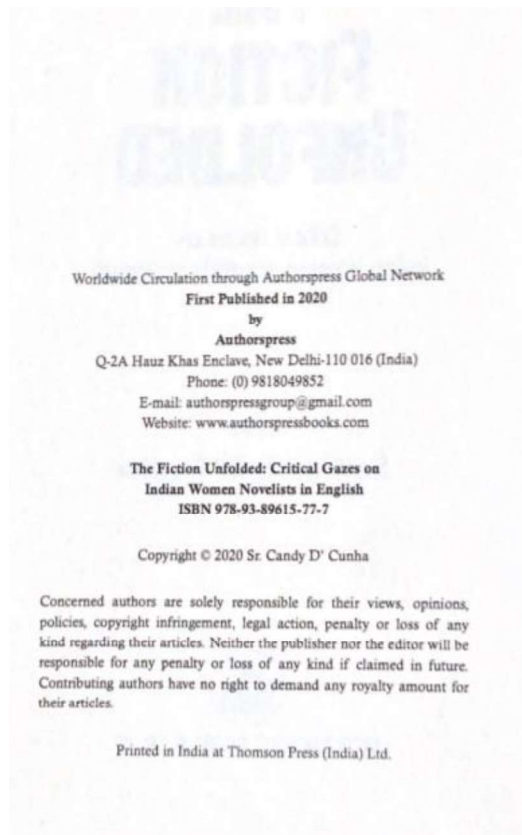 Worldwide Circulation through Authorspress Global Network
First Published in 2020
by
Authorspress
Q-2A Hauz Khas Enclave, New Delhi-110 016 (India)
Phone: (0) 9818049852
E-mail: authorspressgroup@gmail.com
Website: www.authorspressbooks.com
The Fiction Unfolded: Critical Gazes on
Indian Women Novelists in English
ISBN 978-93-89615-77-7
Copyright © 2020 Sr. Candy D' Cunha
Concerned authors are solely responsible for their views, opinions,
policies, copyright infringement, legal action, penalty or loss of any
kind regarding their articles. Neither the publisher nor the editor will be
responsible for any penalty or loss of any kind if claimed in future.
Contributing authors have no right to demand any royalty amount for
their articles.
Printed in India at Thomson Press (India) Ltd.